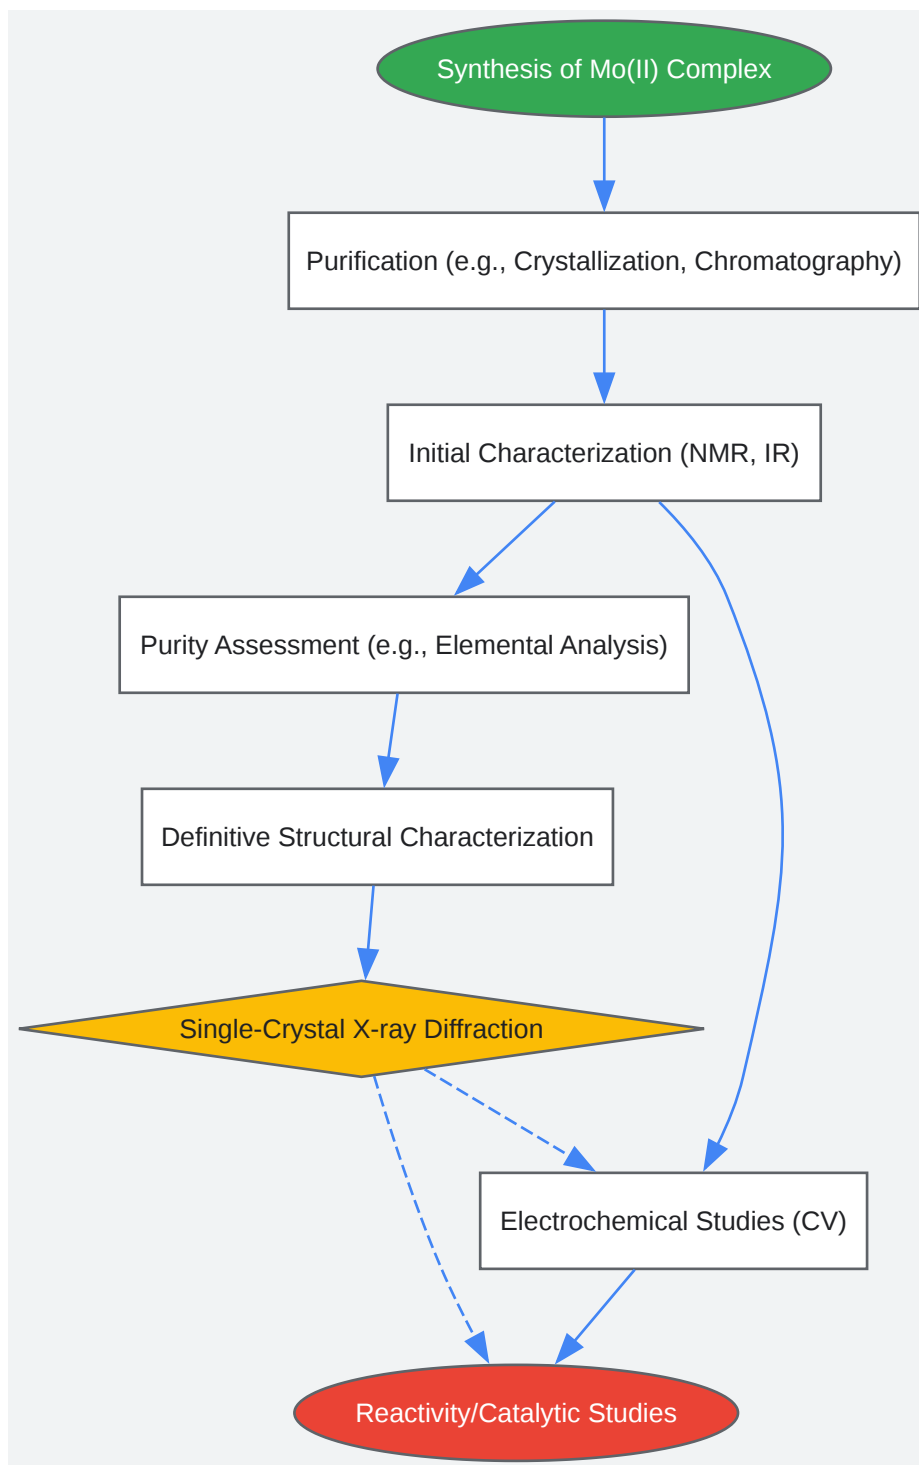 Synthesis of Mo(II) Complex
Purification (e.g., Crystallization, Chromatography)
Initial Characterization (NMR, IR)
Purity Assessment (e.g., Elemental Analysis)
Definitive Structural Characterization
Single-Crystal X-ray Diffraction
Electrochemical Studies (CV)
Reactivity/Catalytic Studies